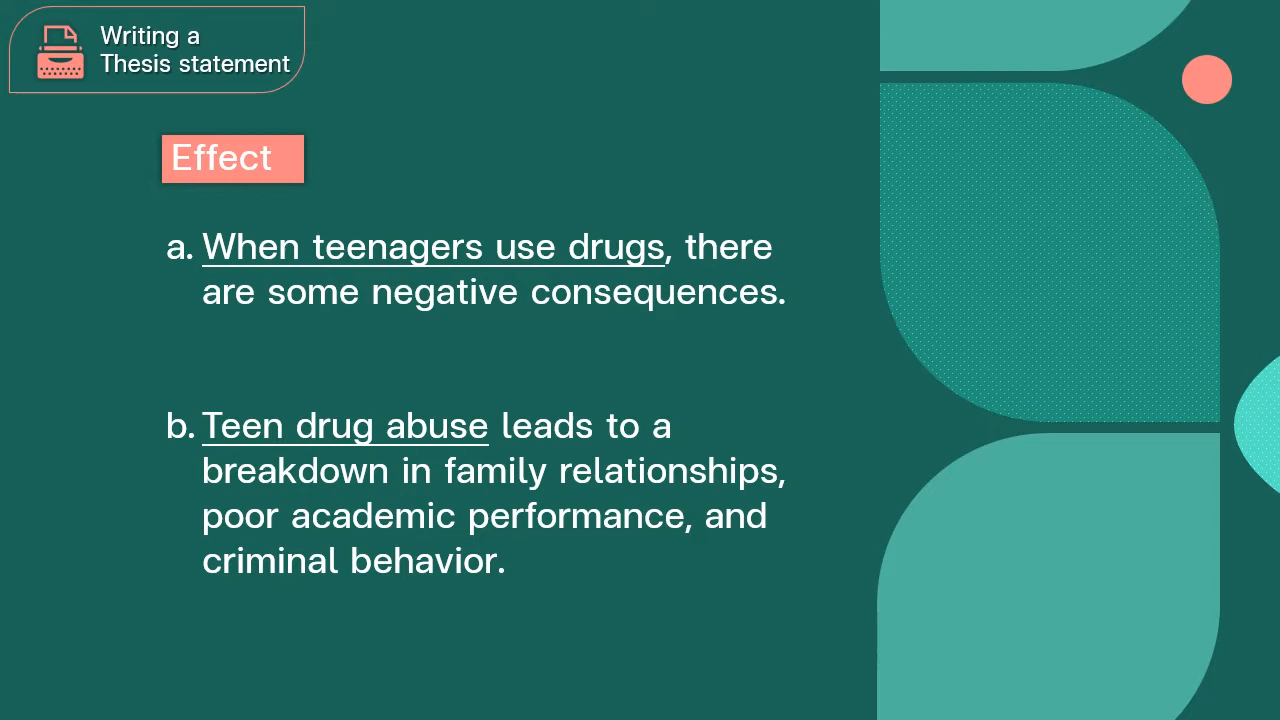 Writing a
Thesis statement
Effect
a. When teenagers use drugs, there
are some negative consequences.
b. Teen drug abuse leads to a
breakdown in family relationships,
poor academic performance, and
criminal behavior.